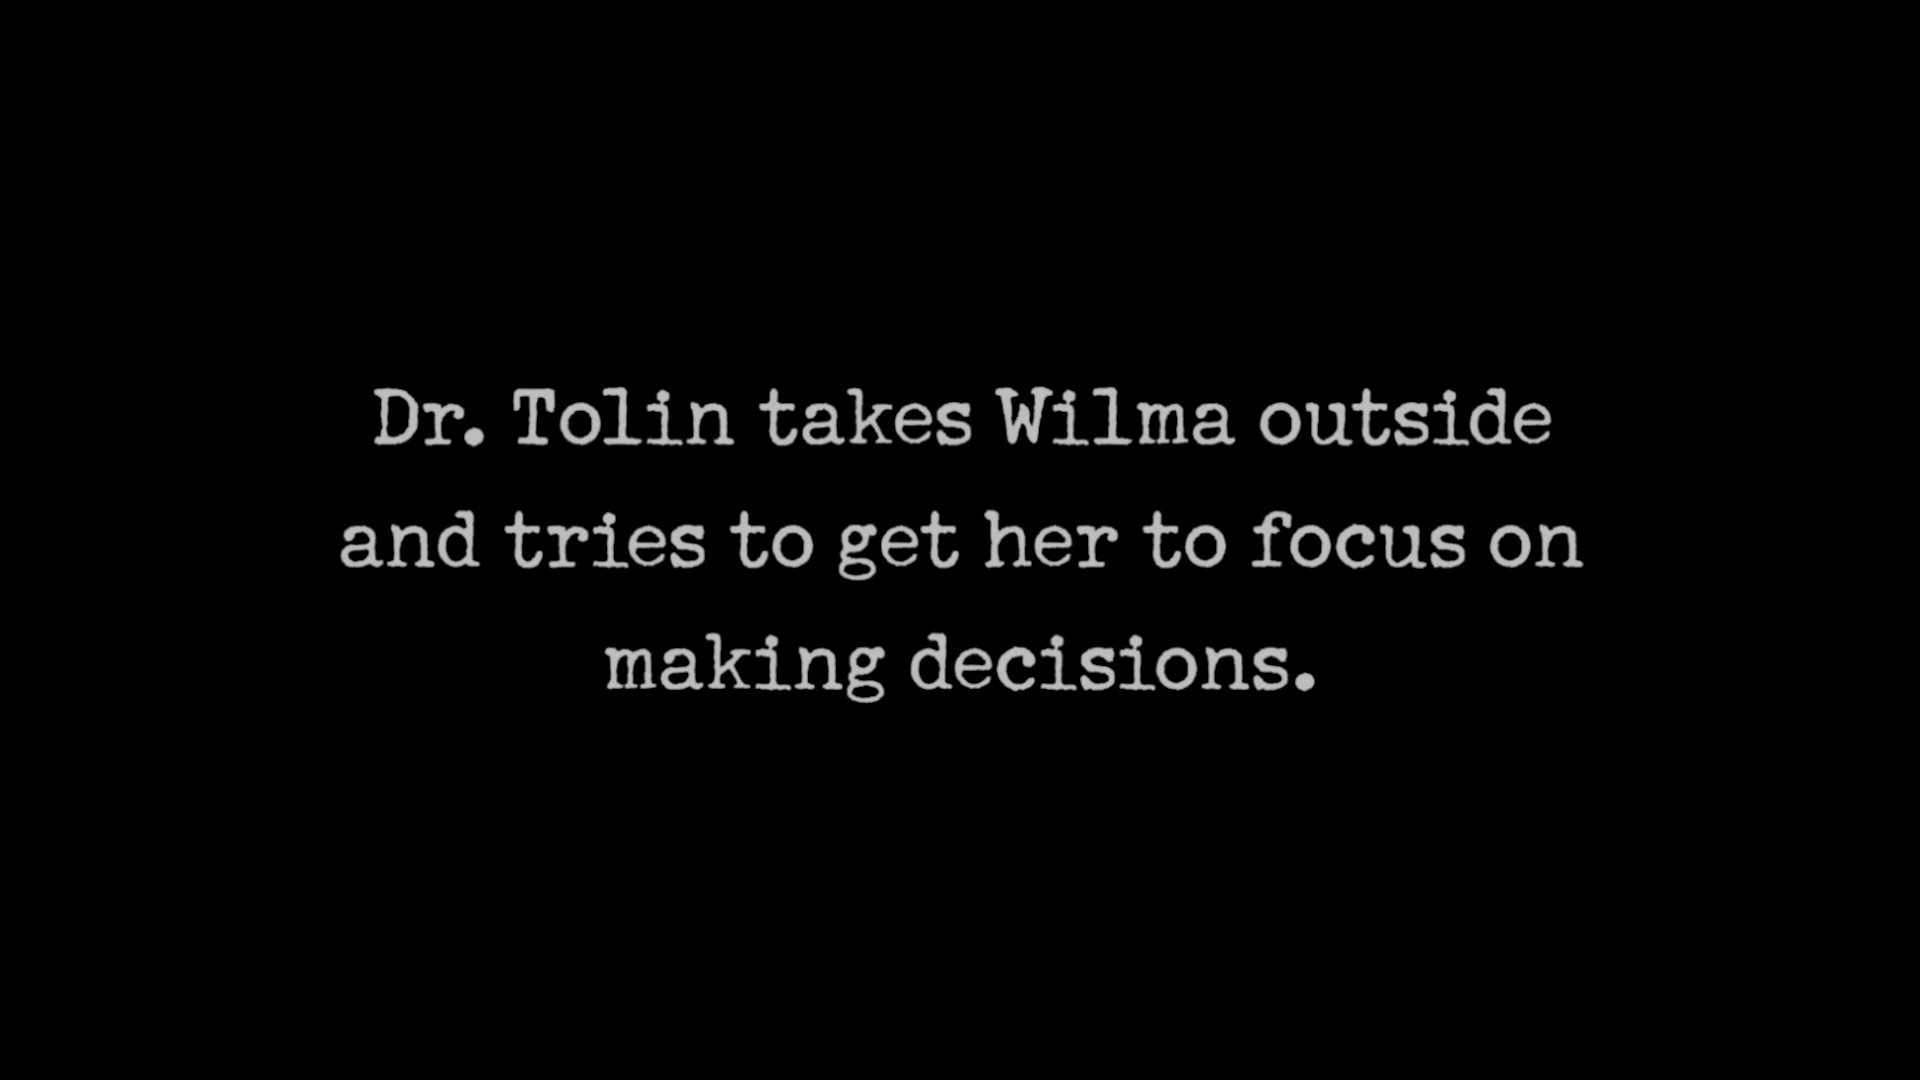 Dr. Tolin takes Wilma outside
and tries to get her to focus on
making decisions.